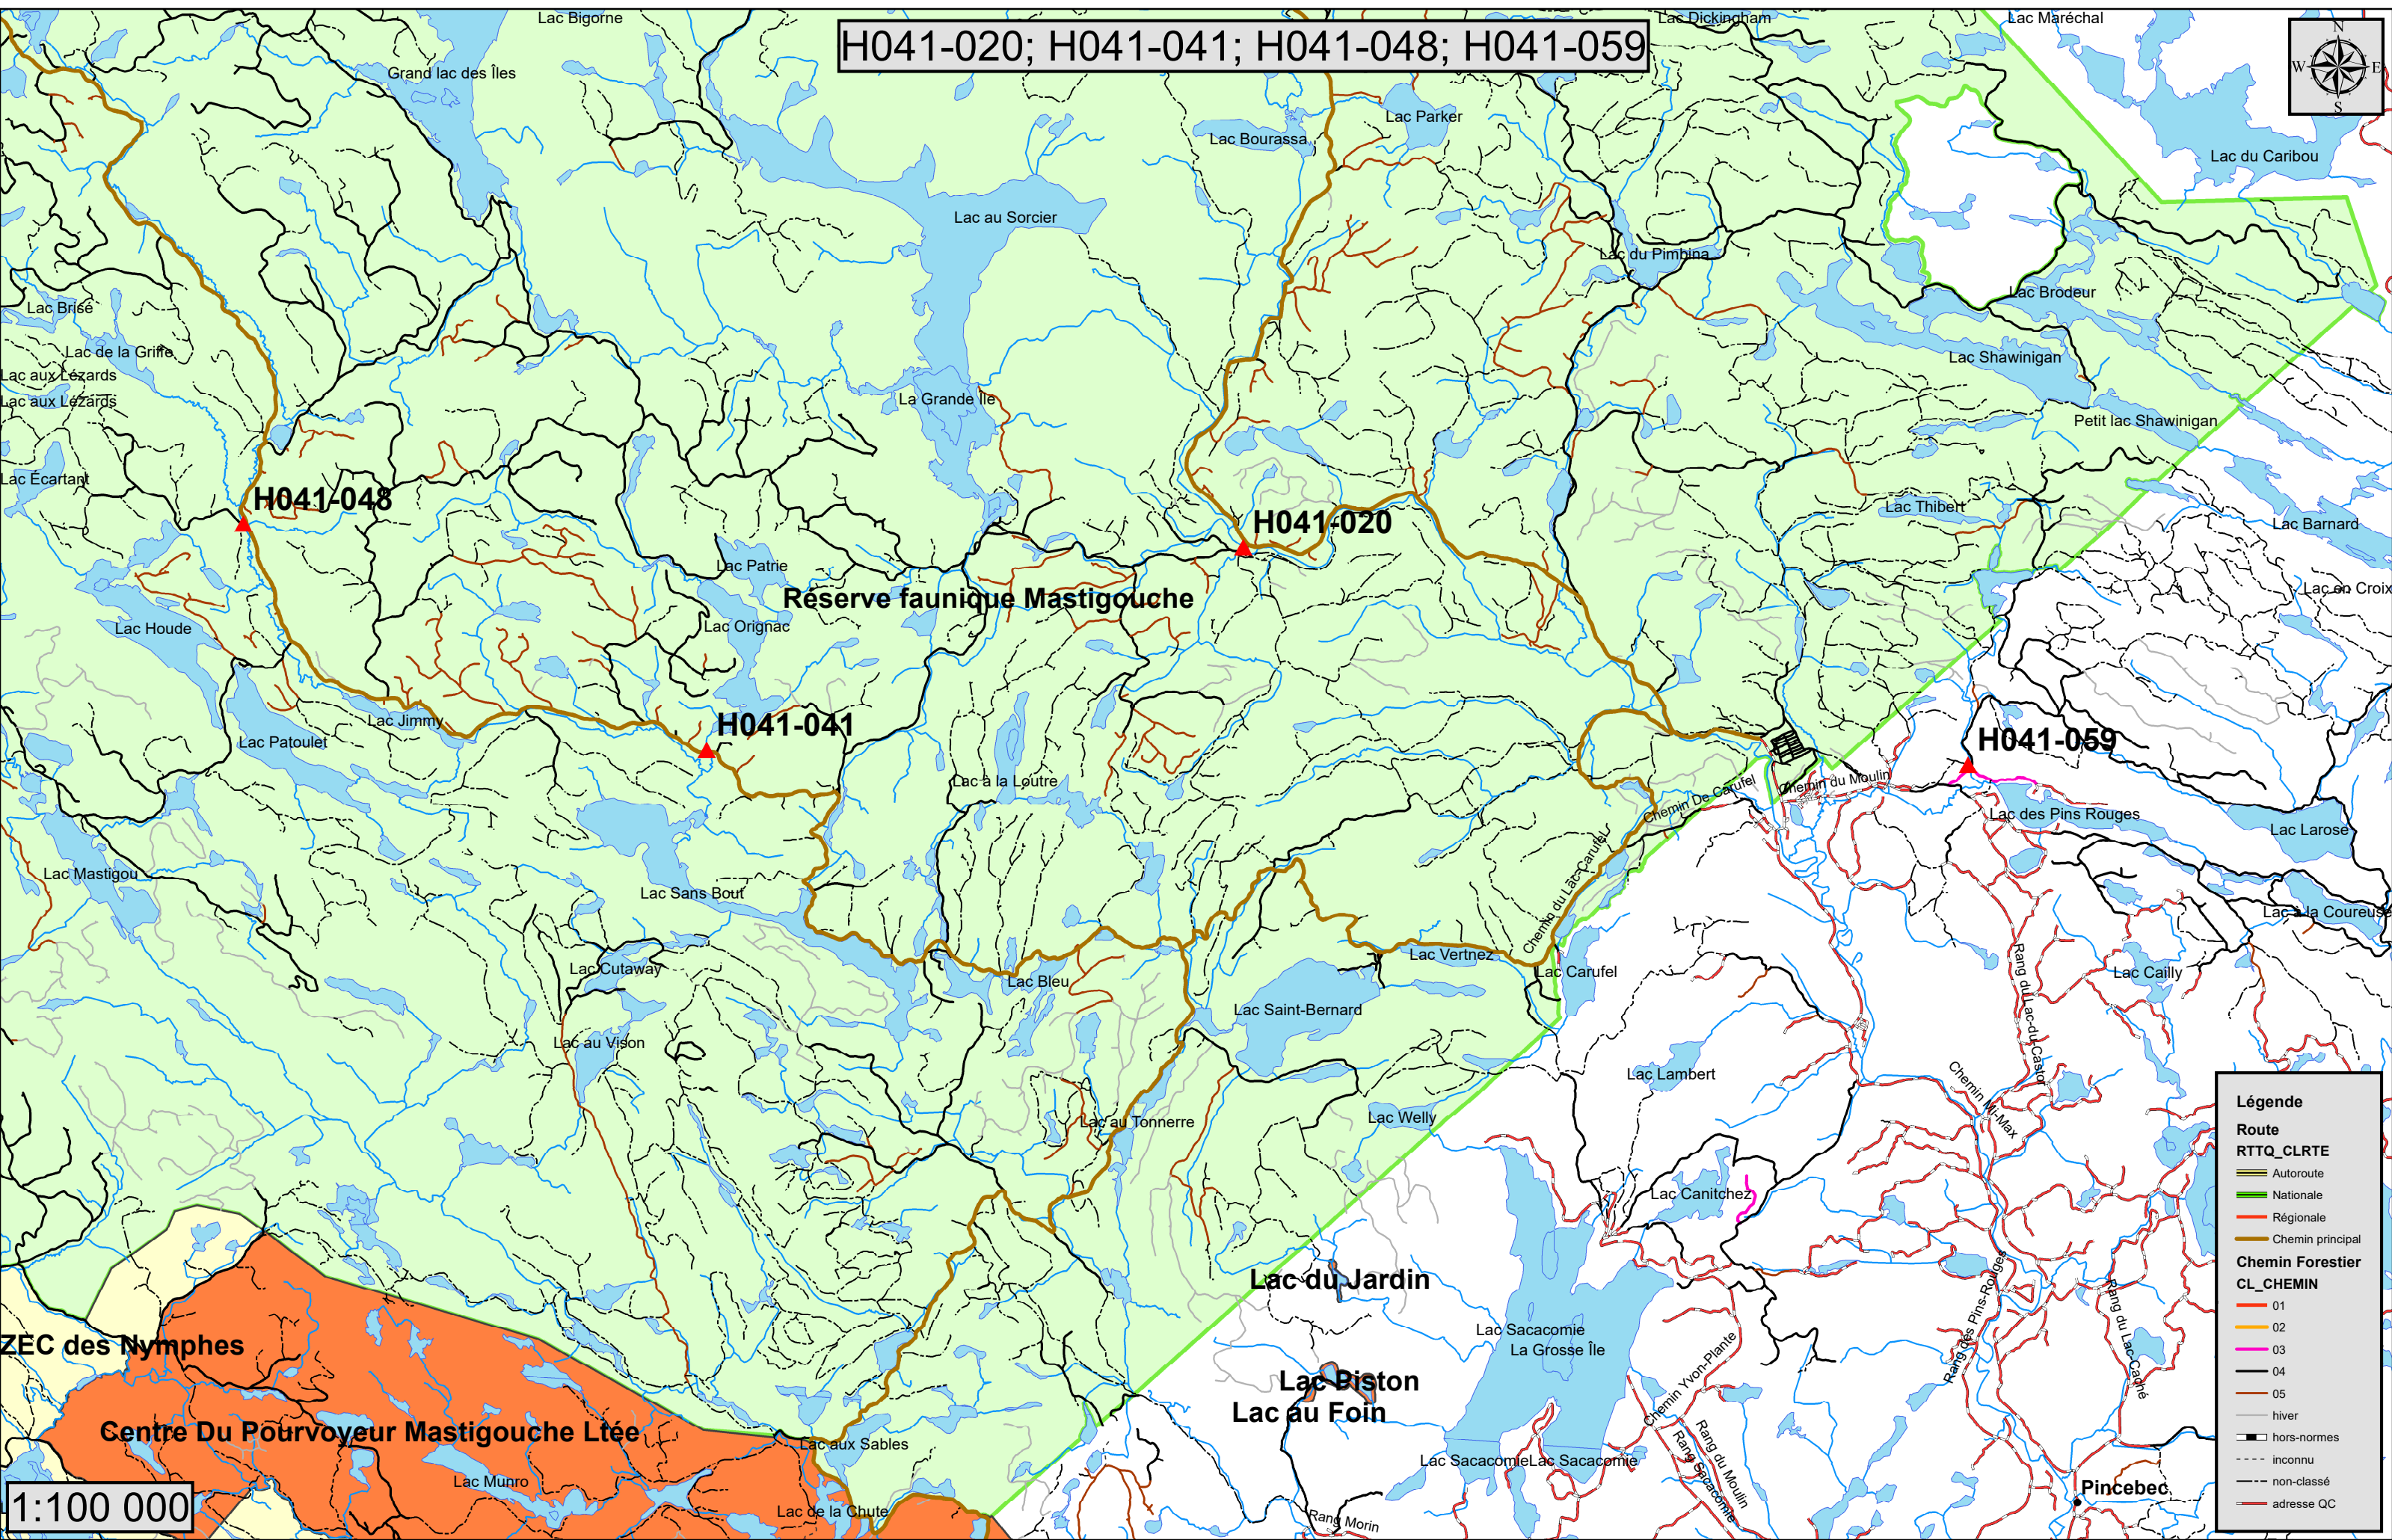 Lac Bigorne
Lac Dickingham
Lac Maréchal
H041-020; H041-041; H041-048; H041-059
N
W
E
S
Grand lac des Îles
Lac Parker
Lac Bourassa
Lac du Caribou
Lac au Sorcier
Lac du Pimbina
Lac Brodeur
Lac Brisé
Lac de la Griffe
Lac Shawinigan
Lac aux Lézards
Lac aux Lézards
La Grande Île
Petit lac Shawinigan
Lac Écartant
H041-048
Lac Thibert
H041-020
Lac Barnard
Lac Patrie
Réserve faunique Mastigouche
Lac en Croix
Lac Houde
Lac Orignac
Lac Jimmy
H041-041
Lac Patoulet
H041-059
Lac à la Loutre
Chemin du Moulin
Chemin De Carufel
Lac des Pins Rouges
Lac Larose
Lac Mastigou
Lac Sans Bout
Chemin du Lac-Carufel
Lac à la Coureuse
Lac Cutaway
Lac Bleu
Lac Vertnez
Lac Carufel
Lac Cailly
Rang du Lac-du-Castor
Lac Saint-Bernard
Lac au Vison
Lac Lambert
Chemin Mi-Max
Lac au Tonnerre
Lac Welly
Lac Canitchez
Lac du Jardin
Rang des Pins-Rouges
Rang du Lac-Caché
ZEC des Nymphes
Lac Sacacomie
La Grosse Île
Chemin Yvon-Plante
Lac Piston
Lac au Foin
Centre Du Pourvoyeur Mastigouche Ltée
Lac aux Sables
Lac Sacacomie
Lac Sacacomie
Rang du Moulin
Rang Sacacomie
Lac Munro
Lac de la Chute
Rang Morin
Pincebec
1:100 000
Légende
Route
RTTQ_CLRTE
Autoroute
Nationale
Régionale
Chemin principal
Chemin Forestier
CL_CHEMIN
01
02
03
04
05
hiver
hors-normes
inconnu
non-classé
adresse QC